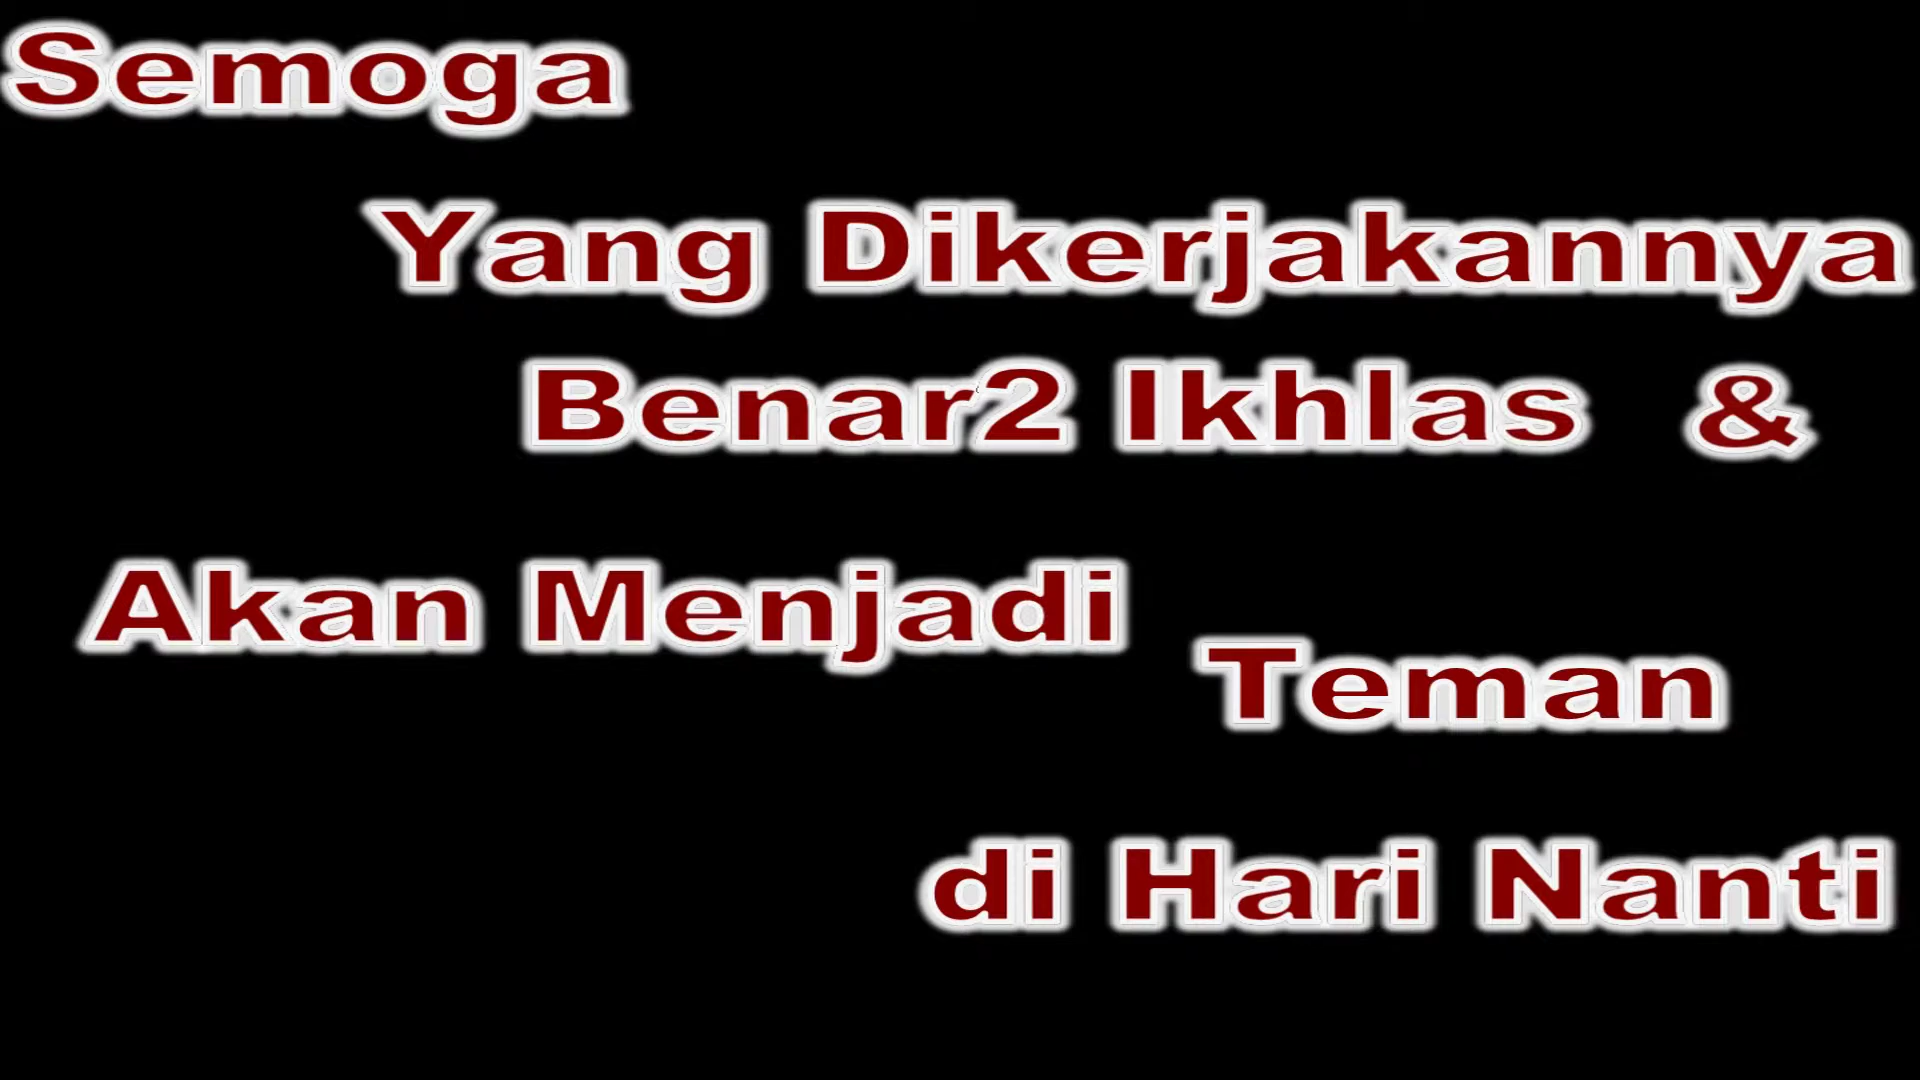 Semoga
Yang Dikerjakannya
Benar2 Ikhlas &
Akan Menjadi
Teman
di Hari Nanti